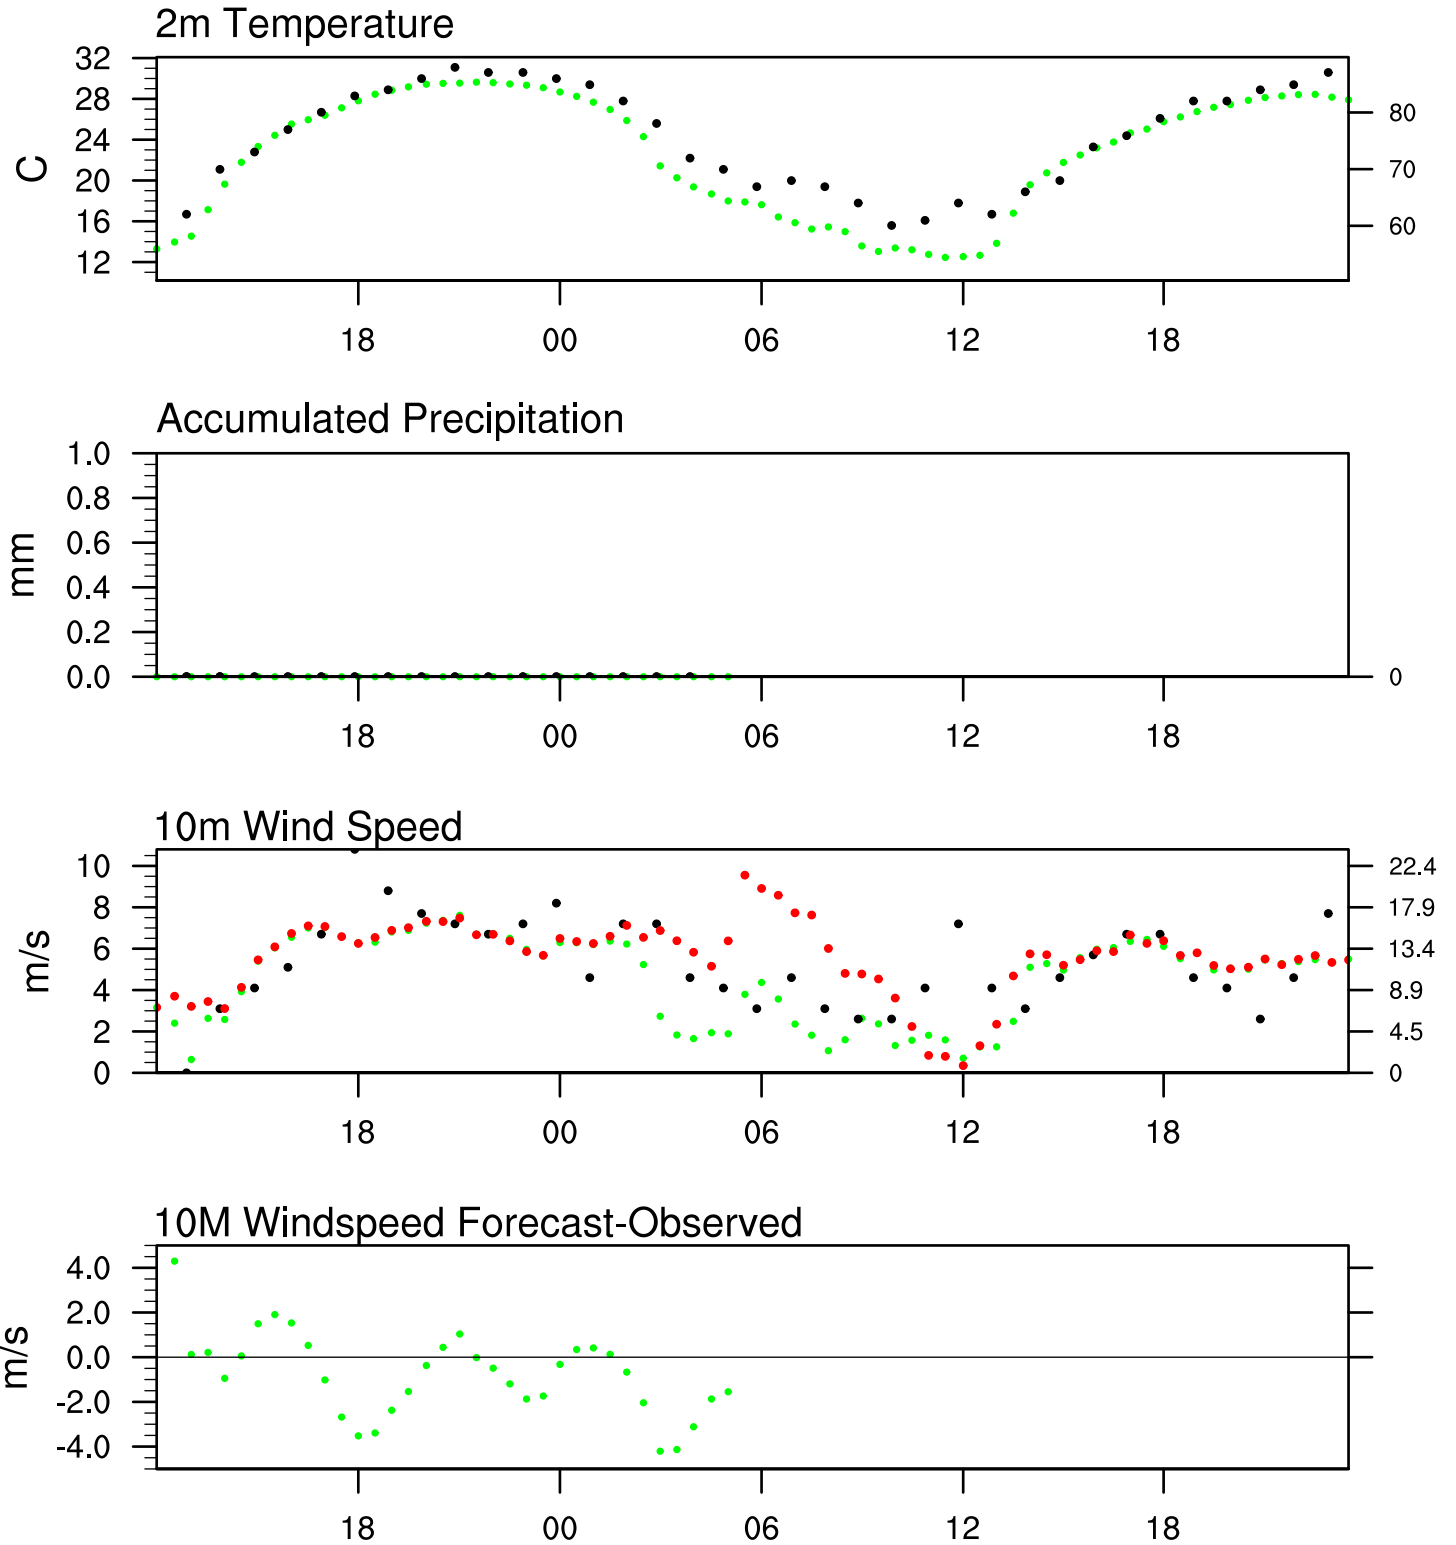 2m Temperature
32
28
24
20
16
12
C
80
70
60
18 00 06 12 18
Accumulated Precipitation
1.0
0.8
0.6
0.4
0.2
0.0
mm
0
18 00 06 12 18
10m Wind Speed
10
8
6
4
2
0
m/s
22.4
17.9
13.4
8.9
4.5
0
18 00 06 12 18
10M Windspeed Forecast-Observed
4.0
2.0
0.0
-2.0
-4.0
m/s
18 00 06 12 18